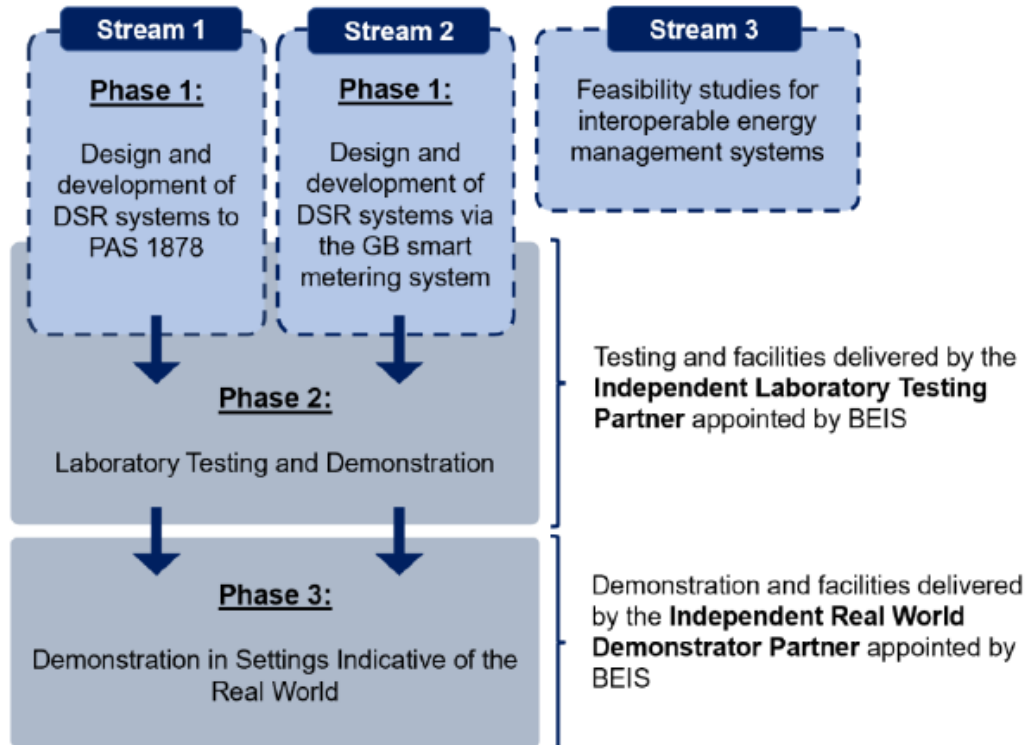 Stream 1
Phase 1:
Design and
development of
DSR systems to
PAS 1878
Stream 2
Phase 1:
Design and
development of
DSR systems via
the GB smart
metering system
Stream 3
Feasibility studies for
interoperable energy
management systems
Phase 2:
Laboratory Testing and Demonstration
Testing and facilities delivered by the
Independent Laboratory Testing
Partner appointed by BEIS
Phase 3:
Demonstration in Settings Indicative of the
Real World
Demonstration and facilities delivered
by the Independent Real World
Demonstrator Partner appointed by
BEIS